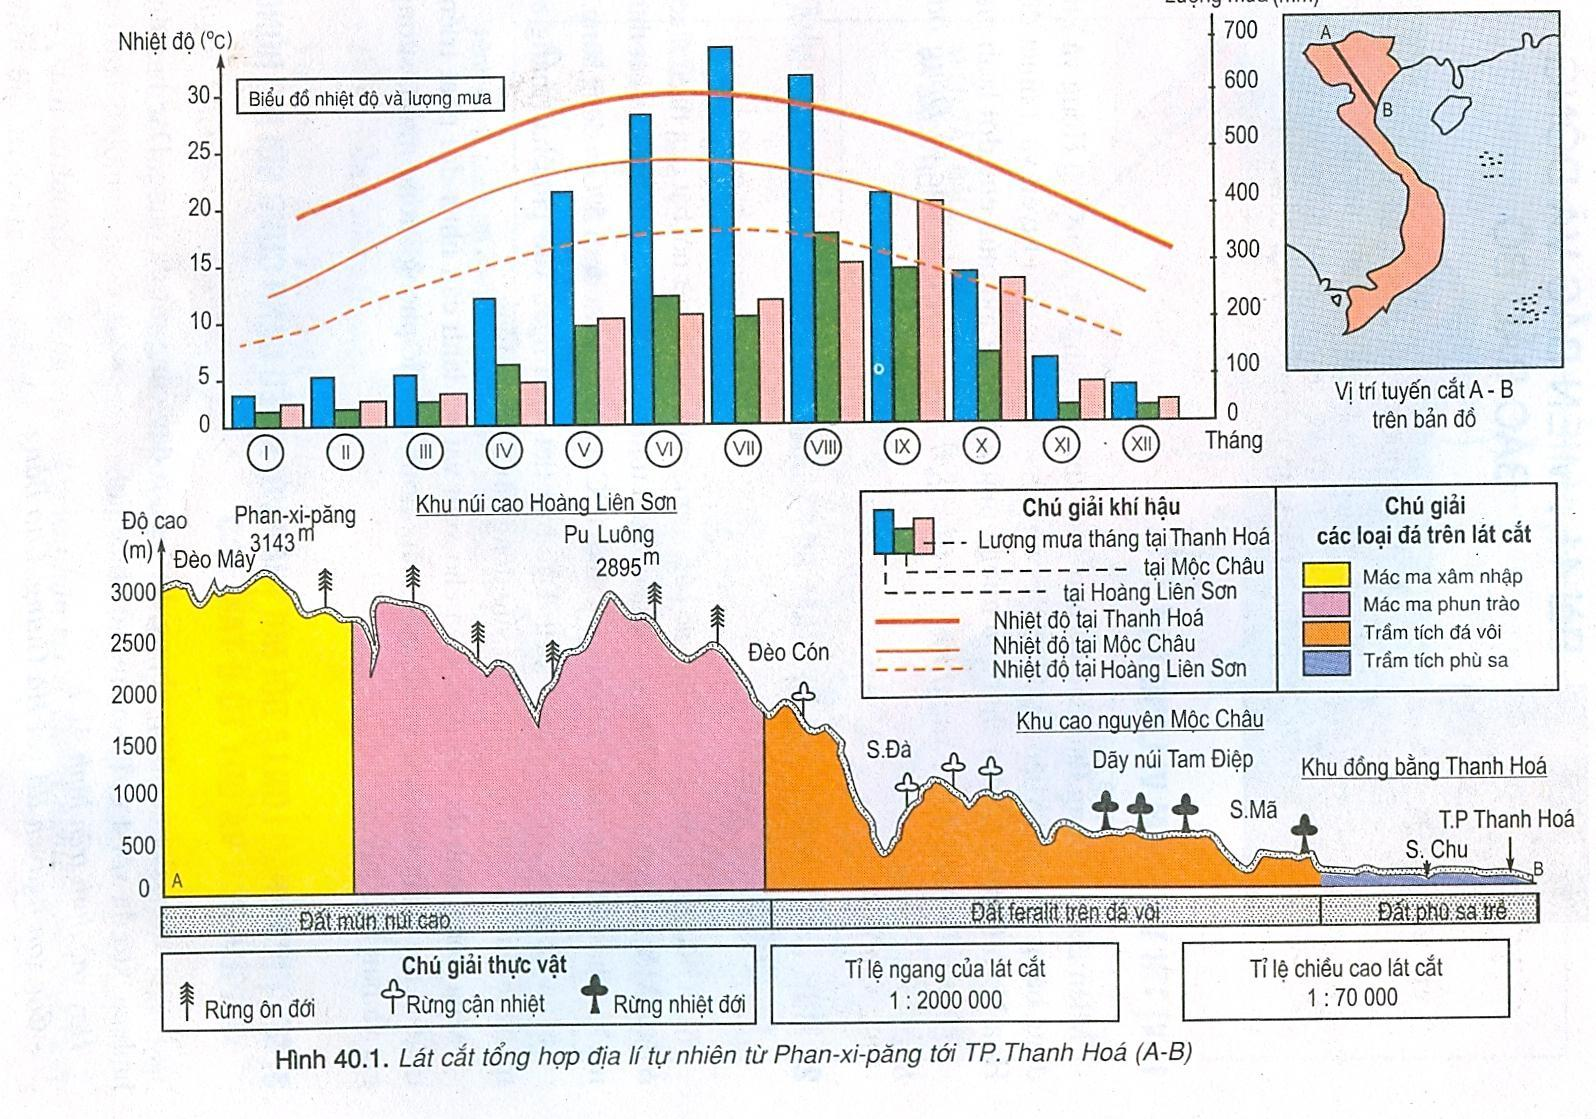 Lượng mưa (mm)
Nhiệt độ (ºc)
Biểu đồ nhiệt độ và lượng mưa
30
25
20
15
10
5
0
700
600
500
400
300
200
100
0
I II III IV V VI VII VIII IX X XI XII Tháng
A
B
Vị trí tuyến cắt A - B
trên bản đồ
Độ cao
(m)
3000
2500
2000
1500
1000
500
0
Khu núi cao Hoàng Liên Sơn
Phan-xi-păng
3143m
Đèo Mây
Pu Luông
2895m
Đèo Cón
S.Đà
Khu cao nguyên Mộc Châu
Dãy núi Tam Điệp
S.Mã
Khu đồng bằng Thanh Hoá
T.P Thanh Hoá
S. Chu
A
B
Chú giải khí hậu
Lượng mưa tháng tại Thanh Hoá
tại Mộc Châu
tại Hoàng Liên Sơn
Nhiệt độ tại Thanh Hoá
Nhiệt độ tại Mộc Châu
Nhiệt độ tại Hoàng Liên Sơn
Chú giải
các loại đá trên lát cắt
Mác ma xâm nhập
Mác ma phun trào
Trầm tích đá vôi
Trầm tích phù sa
Đất mùn núi cao
Đất feralit trên đá vôi
Đất phù sa trẻ
Chú giải thực vật
Rừng ôn đới
Rừng cận nhiệt
Rừng nhiệt đới
Tỉ lệ ngang của lát cắt
1 : 2000 000
Tỉ lệ chiều cao lát cắt
1 : 70 000
Hình 40.1. Lát cắt tổng hợp địa lí tự nhiên từ Phan-xi-păng tới TP.Thanh Hoá (A-B)